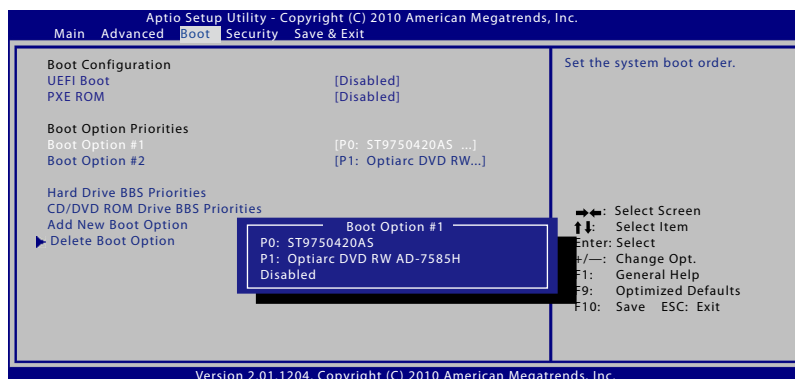 Aptio Setup Utility - Copyright (C) 2010 American Megatrends, Inc.
Main Advanced Boot Security Save & Exit
Boot Configuration
UEFI Boot [Disabled]
PXE ROM [Disabled]
Boot Option Priorities
Boot Option #1 [P0: ST9750420AS ...]
Boot Option #2 [P1: Optiarc DVD RW...]
Hard Drive BBS Priorities
CD/DVD ROM Drive BBS Priorities
Add New Boot Option
Delete Boot Option
Boot Option #1
P0: ST9750420AS
P1: Optiarc DVD RW AD-7585H
Disabled
Set the system boot order.
→←: Select Screen
↑↓: Select Item
Enter: Select
+/—: Change Opt.
F1: General Help
F9: Optimized Defaults
F10: Save ESC: Exit
Version 2.01.1204. Copyright (C) 2010 American Megatrends, Inc.